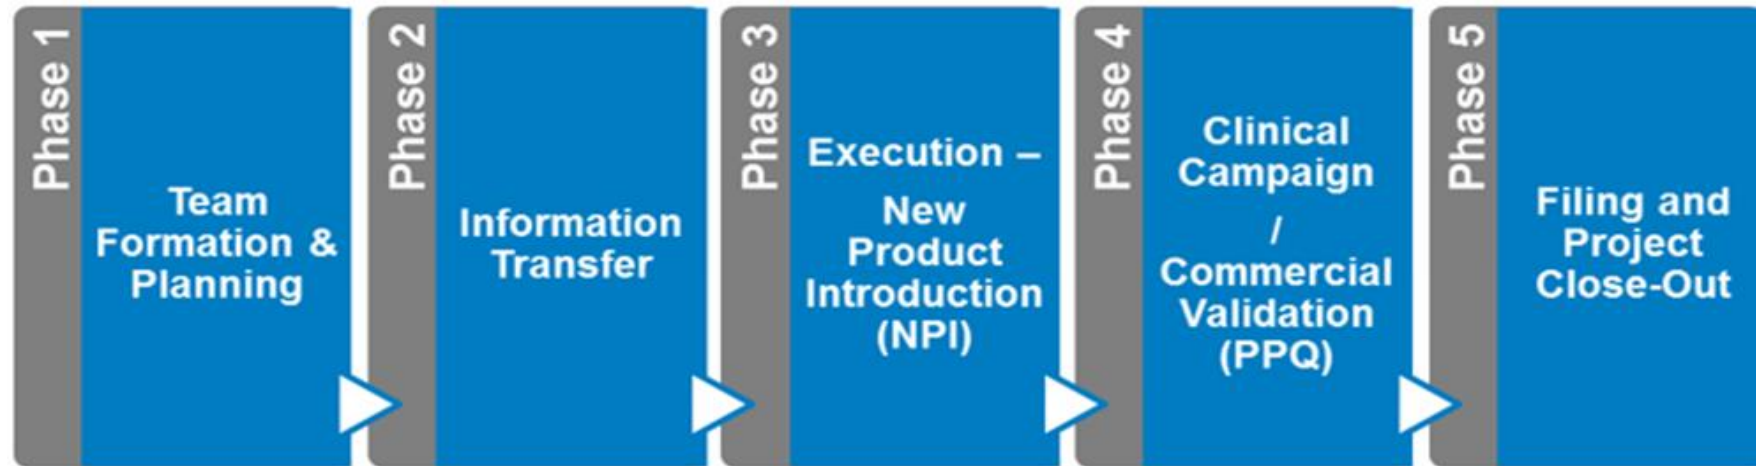 Phase 1
Team
Formation &
Planning
Phase 2
Information
Transfer
Phase 3
Execution –
New
Product
Introduction
(NPI)
Phase 4
Clinical
Campaign
/
Commercial
Validation
(PPQ)
Phase 5
Filing and
Project
Close-Out